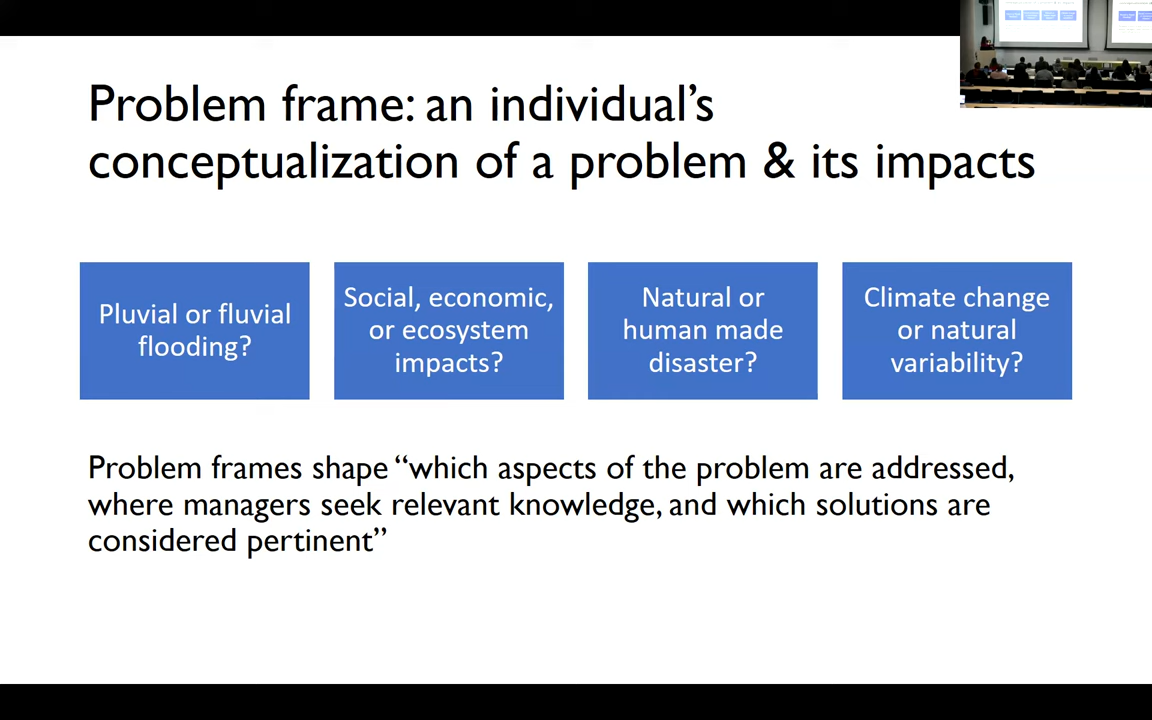 Problem frame: an individual’s
conceptualization of a problem & its impacts
Pluvial or fluvial
flooding?
Social, economic,
or ecosystem
impacts?
Natural or
human made
disaster?
Climate change
or natural
variability?
Problem frames shape “which aspects of the problem are addressed,
where managers seek relevant knowledge, and which solutions are
considered pertinent”